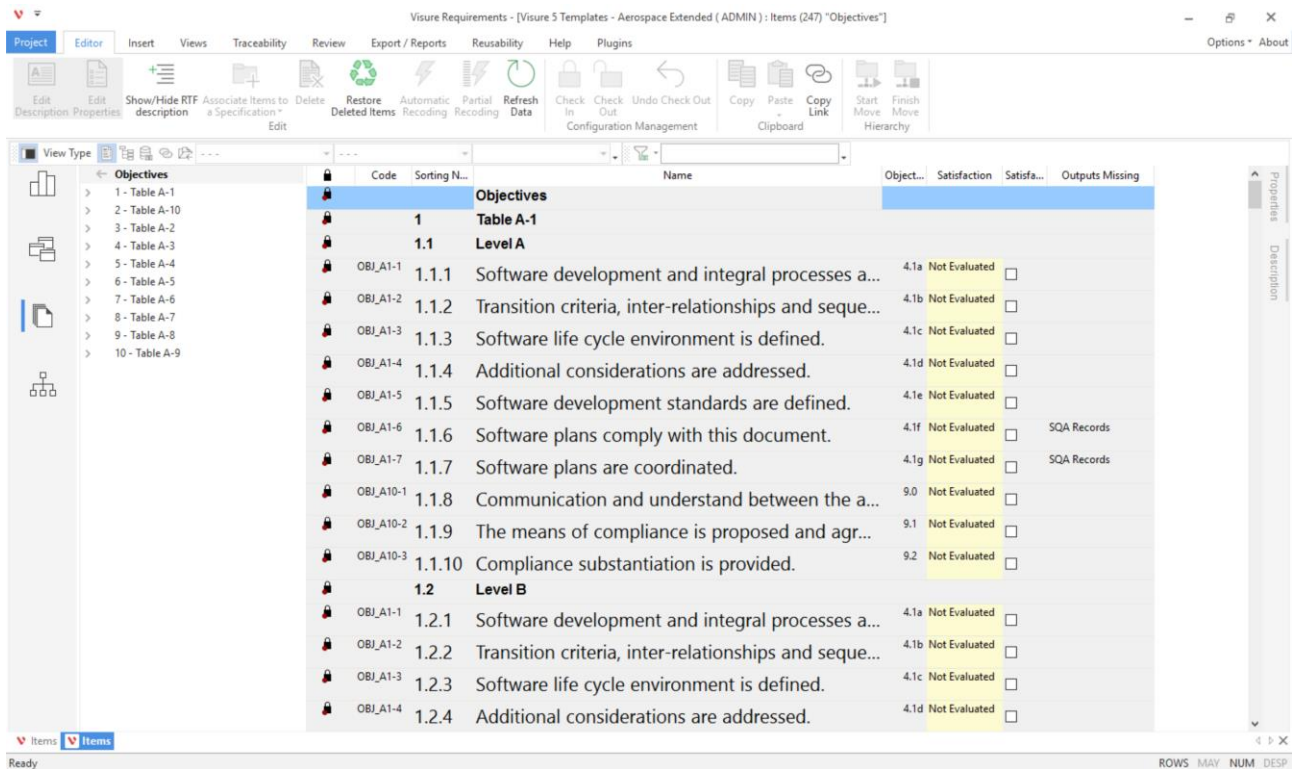 Visure Requirements - [Visure 5 Templates - Aerospace Extended ( ADMIN ) : Items (247) "Objectives"]
Project Editor Insert Views Traceability Review Export / Reports Reusability Help Plugins Options About
Edit Description Edit Properties Show/Hide RTF description Associate Items to a Specification Delete Restore Deleted Items Automatic Recoding Partial Recoding Refresh Data Check In Check Out Undo Check Out Copy Paste Copy Link Start Move Finish Move
Edit Configuration Management Clipboard Hierarchy
View Type - - - - - -
Objectives
1 - Table A-1
2 - Table A-10
3 - Table A-2
4 - Table A-3
5 - Table A-4
6 - Table A-5
7 - Table A-6
8 - Table A-7
9 - Table A-8
10 - Table A-9
Code Sorting N... Name Object... Satisfaction Satisfa... Outputs Missing
Objectives
1 Table A-1
1.1 Level A
OBJ_A1-1 1.1.1 Software development and integral processes a... 4.1a Not Evaluated
OBJ_A1-2 1.1.2 Transition criteria, inter-relationships and seque... 4.1b Not Evaluated
OBJ_A1-3 1.1.3 Software life cycle environment is defined. 4.1c Not Evaluated
OBJ_A1-4 1.1.4 Additional considerations are addressed. 4.1d Not Evaluated
OBJ_A1-5 1.1.5 Software development standards are defined. 4.1e Not Evaluated
OBJ_A1-6 1.1.6 Software plans comply with this document. 4.1f Not Evaluated SQA Records
OBJ_A1-7 1.1.7 Software plans are coordinated. 4.1g Not Evaluated SQA Records
OBJ_A10-1 1.1.8 Communication and understand between the a... 9.0 Not Evaluated
OBJ_A10-2 1.1.9 The means of compliance is proposed and agr... 9.1 Not Evaluated
OBJ_A10-3 1.1.10 Compliance substantiation is provided. 9.2 Not Evaluated
1.2 Level B
OBJ_A1-1 1.2.1 Software development and integral processes a... 4.1a Not Evaluated
OBJ_A1-2 1.2.2 Transition criteria, inter-relationships and seque... 4.1b Not Evaluated
OBJ_A1-3 1.2.3 Software life cycle environment is defined. 4.1c Not Evaluated
OBJ_A1-4 1.2.4 Additional considerations are addressed. 4.1d Not Evaluated
Properties
Description
Items Items
Ready ROWS MAY NUM DESP